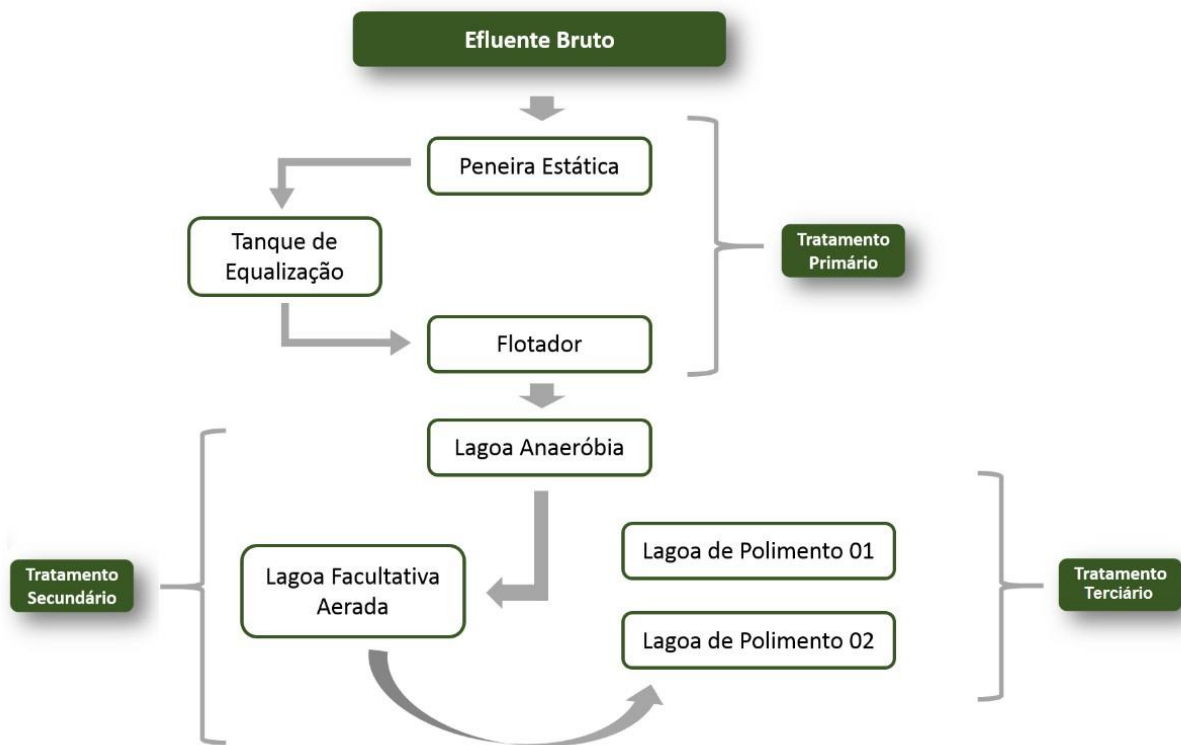 Efluente Bruto
Peneira Estática
Tanque de
Equalização
Tratamento
Primário
Flotador
Lagoa Anaeróbia
Lagoa Facultativa
Aerada
Tratamento
Secundário
Lagoa de Polimento 01
Lagoa de Polimento 02
Tratamento
Terciário